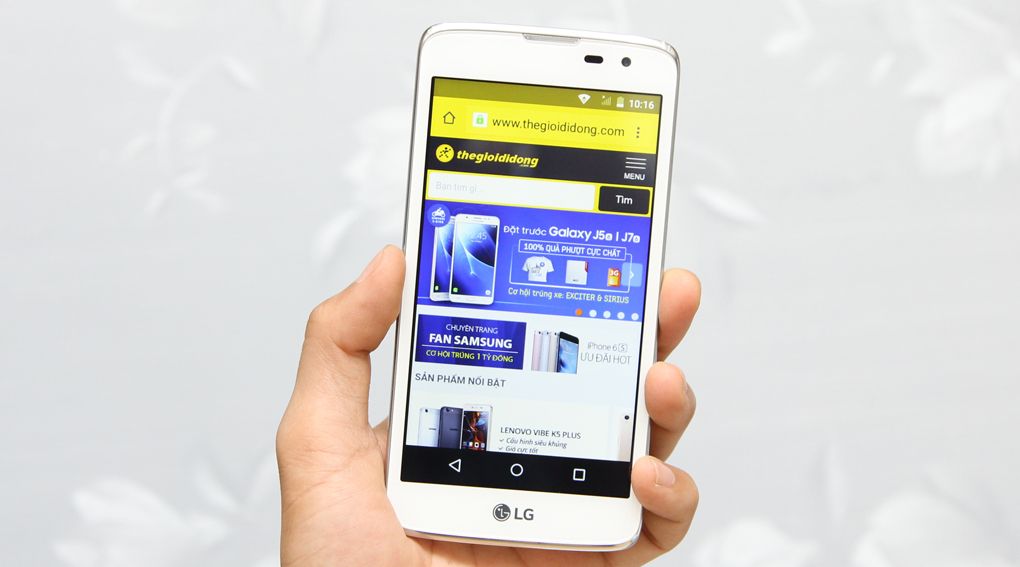 10:16
www.thegioididong.com
thegioididong
.com
MENU
Bạn tìm gì...
Tìm
Đặt trước Galaxy J5⑥ | J7⑥
100% QUÀ PHƯỢT CỰC CHẤT
3G
Cơ hội trúng xe: EXCITER & SIRIUS
CHUYÊN TRANG
FAN SAMSUNG
CƠ HỘI TRÚNG 1 TỶ ĐỒNG
iPhone 6S
ƯU ĐÃI HOT
SẢN PHẨM NỔI BẬT
LENOVO VIBE K5 PLUS
✓ Cấu hình siêu khủng
✓ Giá cực tốt
LG